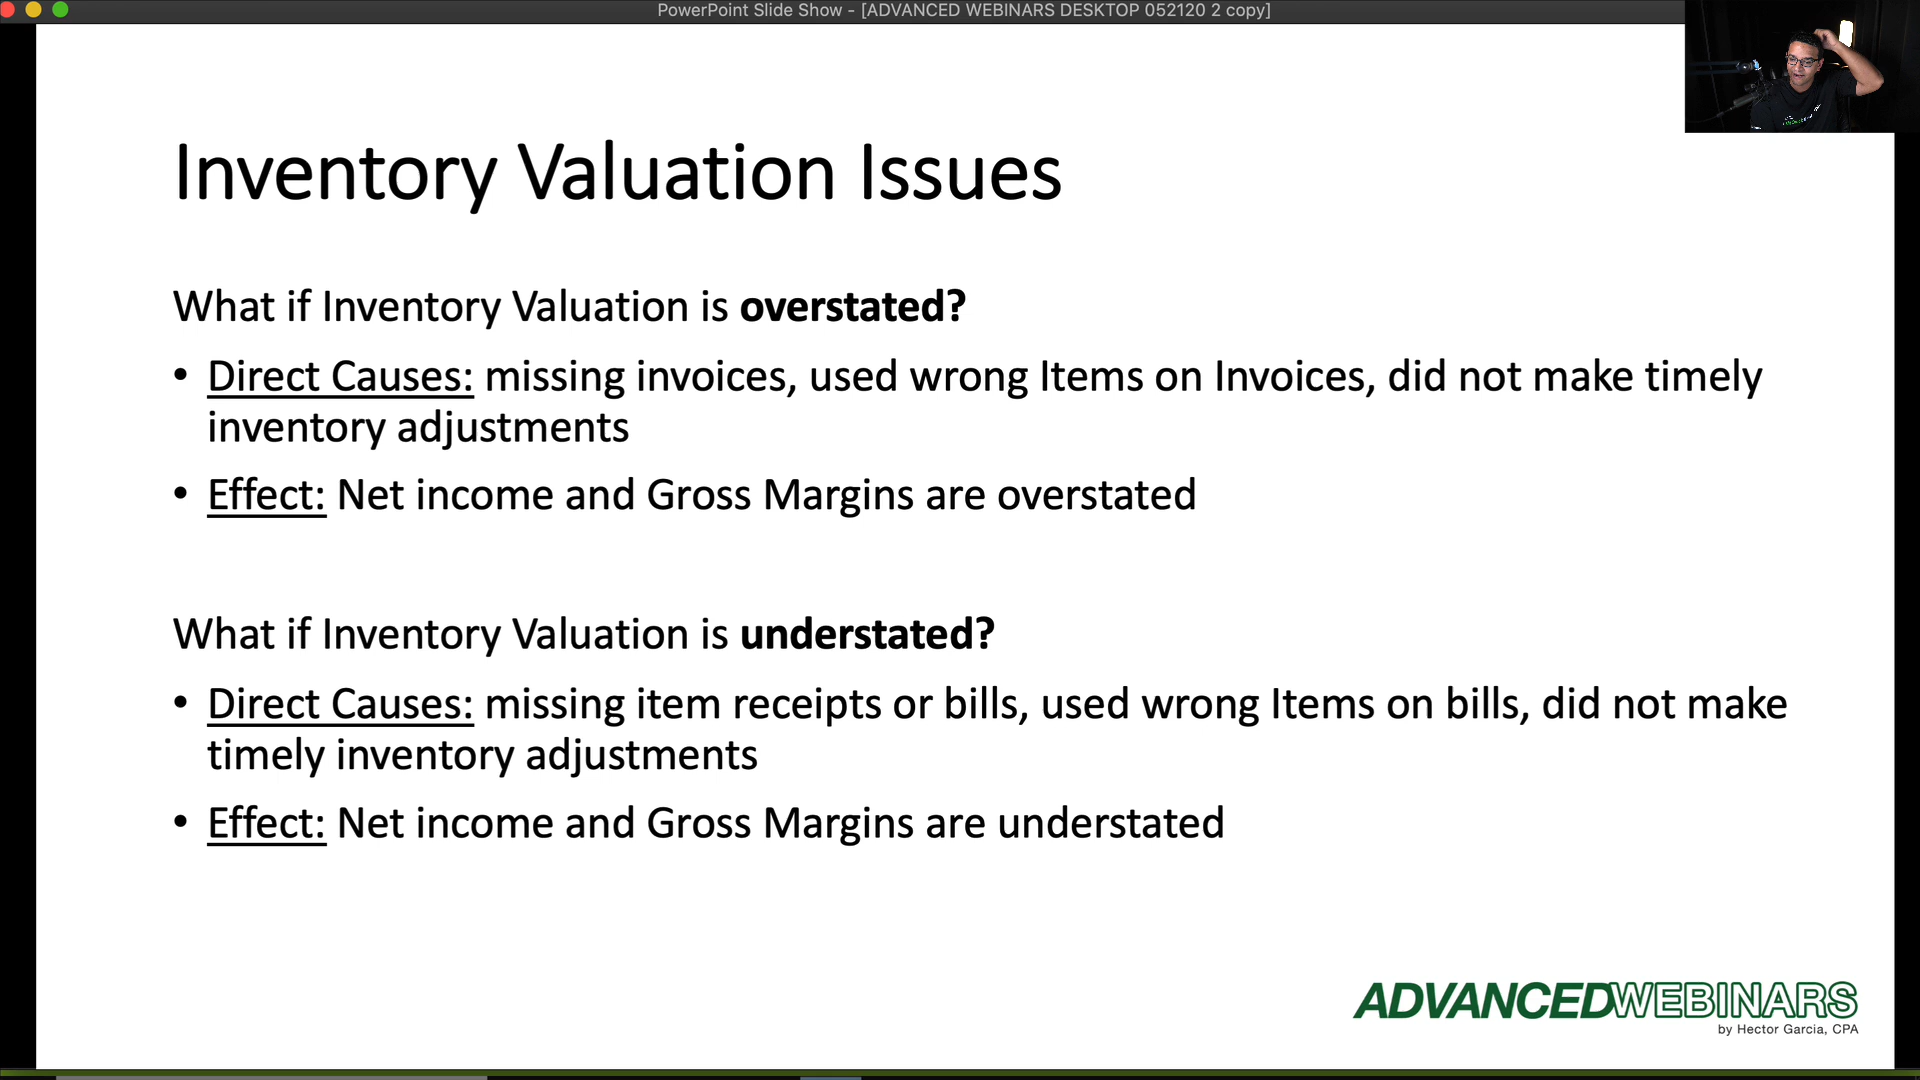 PowerPoint Slide Show - [ADVANCED WEBINARS DESKTOP 052120 2 copy]
Inventory Valuation Issues
What if Inventory Valuation is overstated?
• Direct Causes: missing invoices, used wrong Items on Invoices, did not make timely
inventory adjustments
• Effect: Net income and Gross Margins are overstated
What if Inventory Valuation is understated?
• Direct Causes: missing item receipts or bills, used wrong Items on bills, did not make
timely inventory adjustments
• Effect: Net income and Gross Margins are understated
ADVANCEDWEBINARS
by Hector Garcia, CPA